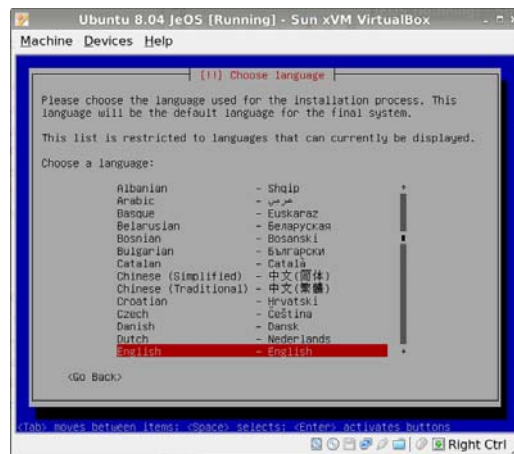 Ubuntu 8.04 JeOS [Running] - Sun xVM VirtualBox
Machine Devices Help
[!!] Choose language
Please choose the language used for the installation process. This
language will be the default language for the final system.
This list is restricted to languages that can currently be displayed.
Choose a language:
Albanian - Shqip
Arabic - عربي
Basque - Euskaraz
Belarusian - Беларуская
Bosnian - Bosanski
Bulgarian - Български
Catalan - Català
Chinese (Simplified) - 中文(简体)
Chinese (Traditional) - 中文(繁體)
Croatian - Hrvatski
Czech - Čeština
Danish - Dansk
Dutch - Nederlands
English - English
<Go Back>
<Tab> moves between items; <Space> selects; <Enter> activates buttons
Right Ctrl